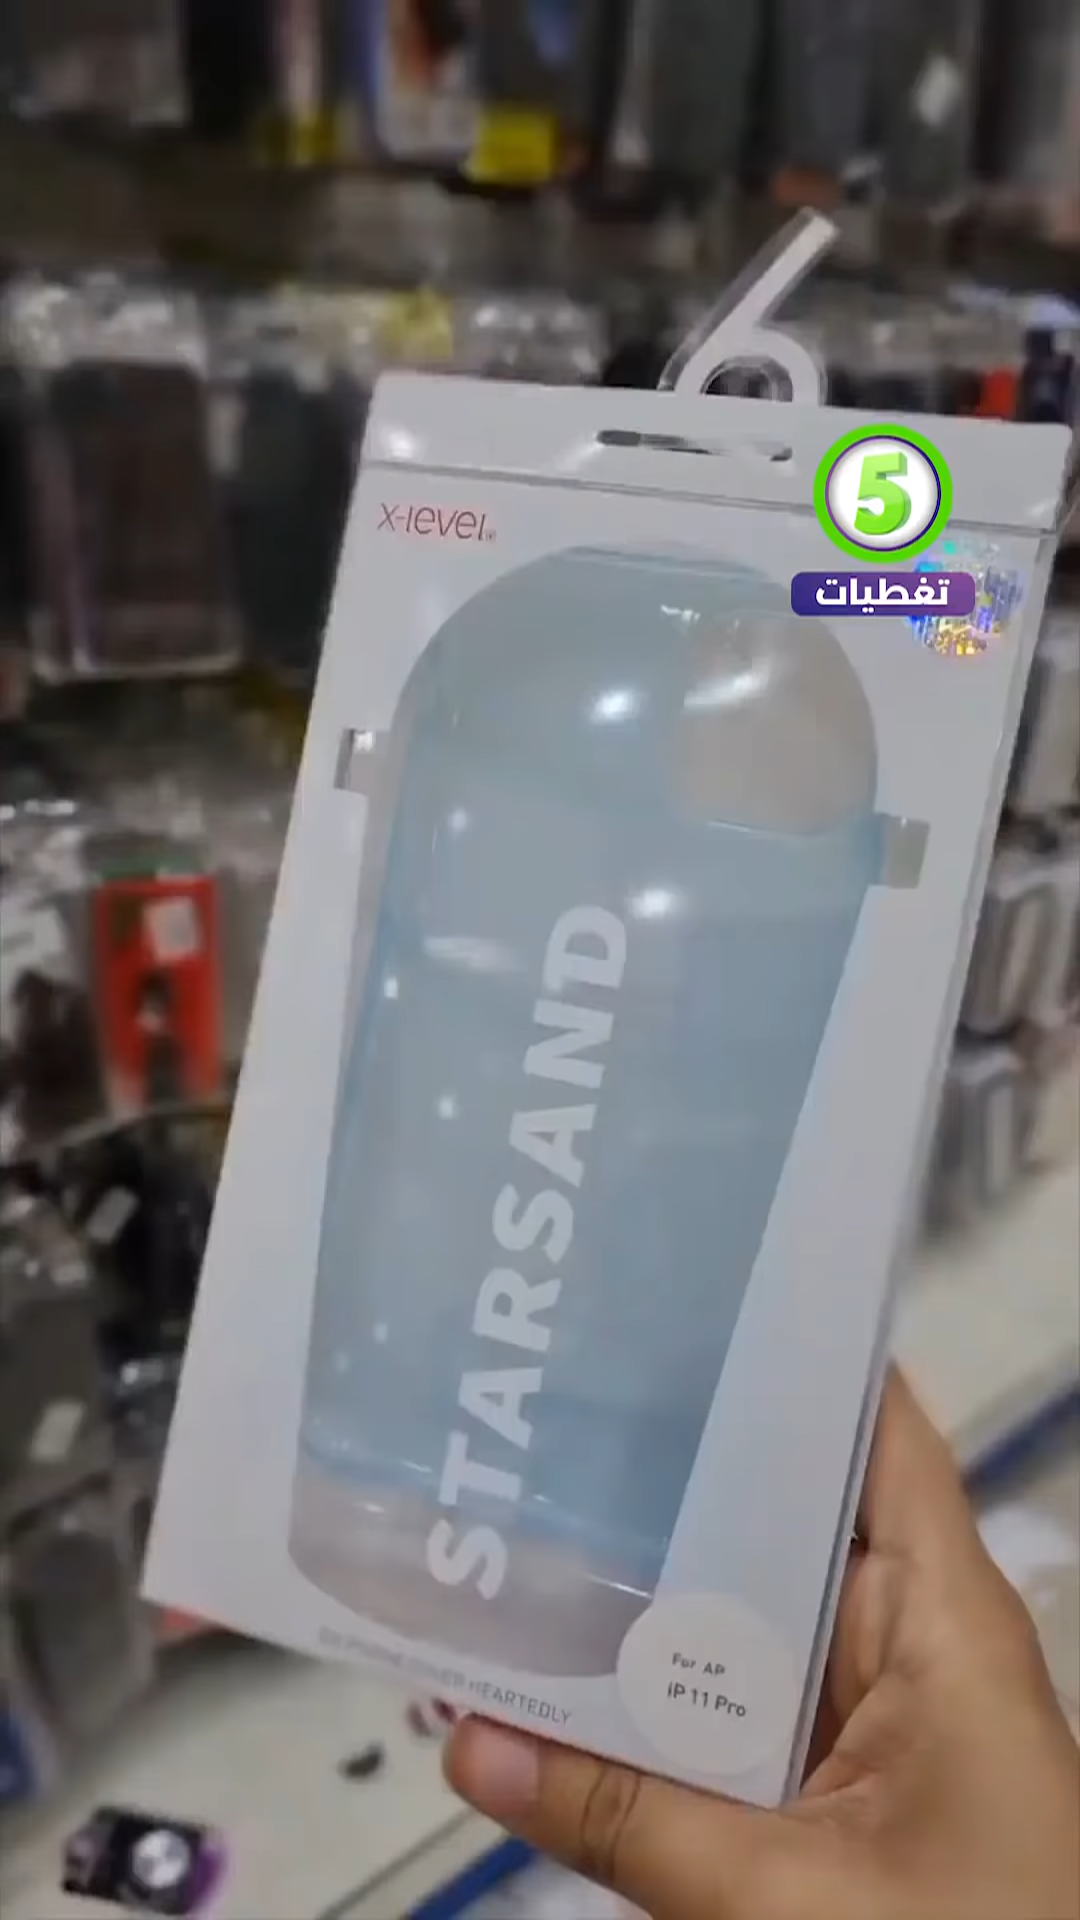 X-level
5
تغطيات
STARSAND
HEARTEDLY
For AP
iP 11 Pro